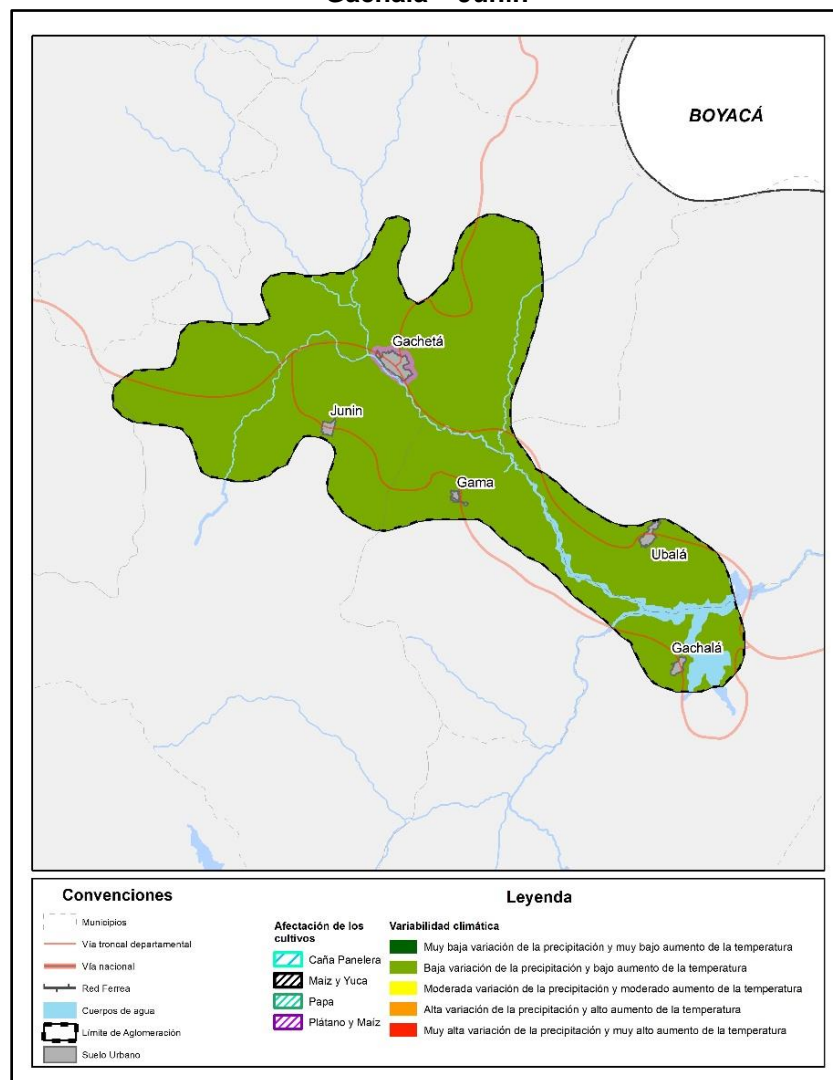 Gachalá – Junín
BOYACÁ
Gachetá
Junin
Gama
Ubalá
Gachalá
Convenciones
Municipios
Vía troncal departamental
Vía nacional
Red Ferrea
Cuerpos de agua
Límite de Aglomeración
Suelo Urbano
Leyenda
Afectación de los
cultivos
Caña Panelera
Maíz y Yuca
Papa
Plátano y Maíz
Variabilidad climática
Muy baja variación de la precipitación y muy bajo aumento de la temperatura
Baja variación de la precipitación y bajo aumento de la temperatura
Moderada variación de la precipitación y moderado aumento de la temperatura
Alta variación de la precipitación y alto aumento de la temperatura
Muy alta variación de la precipitación y muy alto aumento de la temperatura